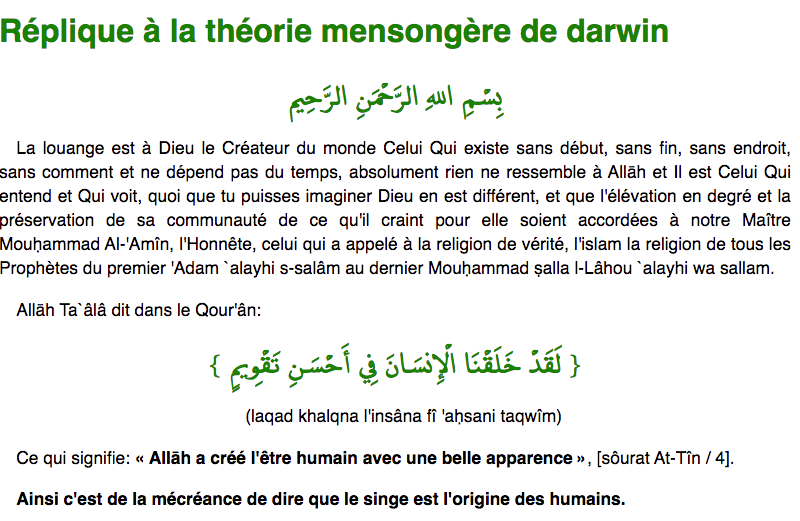 Réplique à la théorie mensongère de darwin
بِسْمِ اللهِ الرَّحْمَنِ الرَّحِيمِ
La louange est à Dieu le Créateur du monde Celui Qui existe sans début, sans fin, sans endroit,
sans comment et ne dépend pas du temps, absolument rien ne ressemble à Allāh et Il est Celui Qui
entend et Qui voit, quoi que tu puisses imaginer Dieu en est différent, et que l'élévation en degré et la
préservation de sa communauté de ce qu'il craint pour elle soient accordées à notre Maître
Mouḥammad Al-'Amîn, l'Honnête, celui qui a appelé à la religion de vérité, l'islam la religion de tous les
Prophètes du premier 'Adam `alayhi s-salâm au dernier Mouḥammad ṣalla l-Lâhou `alayhi wa sallam.
Allāh Ta`âlâ dit dans le Qour'ân:
{ لَقَدْ خَلَقْنَا الْإِنسَانَ فِي أَحْسَنِ تَقْوِيمٍ }
(laqad khalqna l'insâna fî 'aḥsani taqwîm)
Ce qui signifie: « Allāh a créé l'être humain avec une belle apparence », [sôurat At-Tîn / 4].
Ainsi c'est de la mécréance de dire que le singe est l'origine des humains.